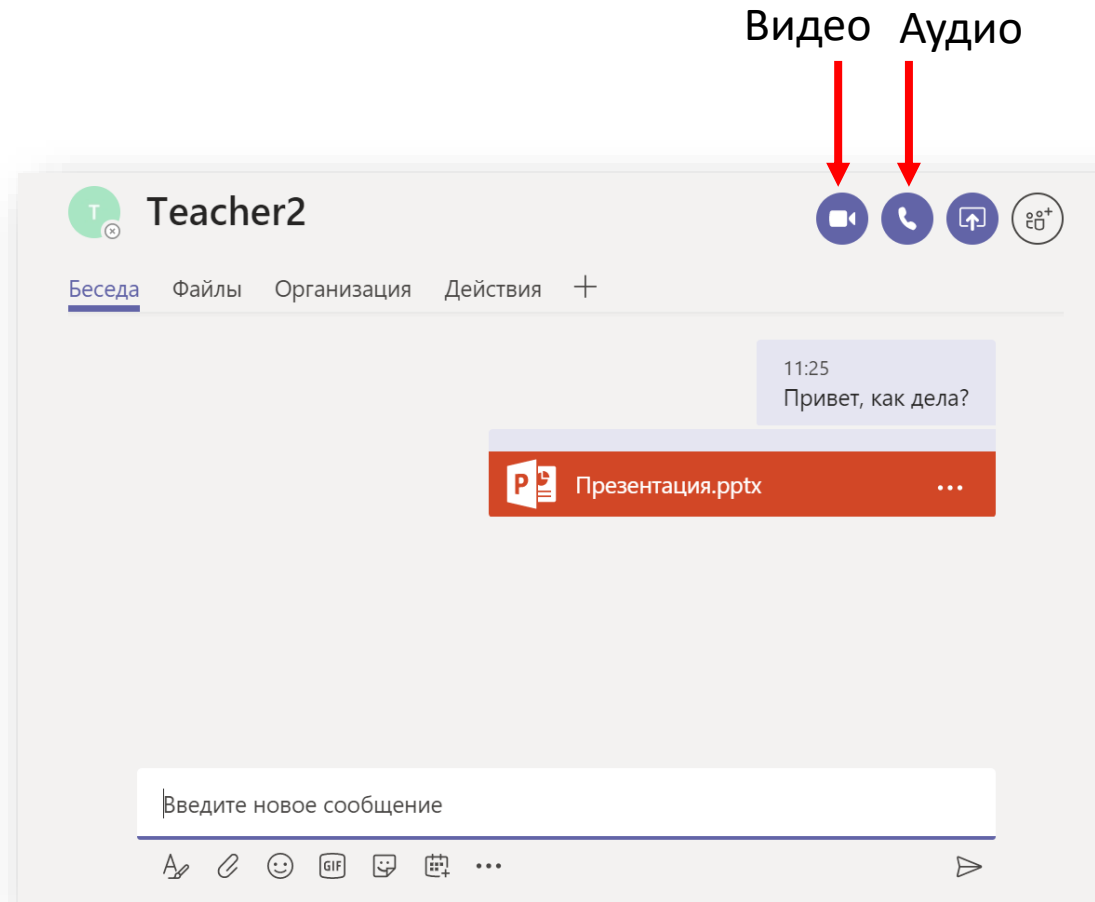 Видео Аудио
T Teacher2
Беседа Файлы Организация Действия
11:25
Привет, как дела?
P Презентация.pptx
Введите новое сообщение
GIF